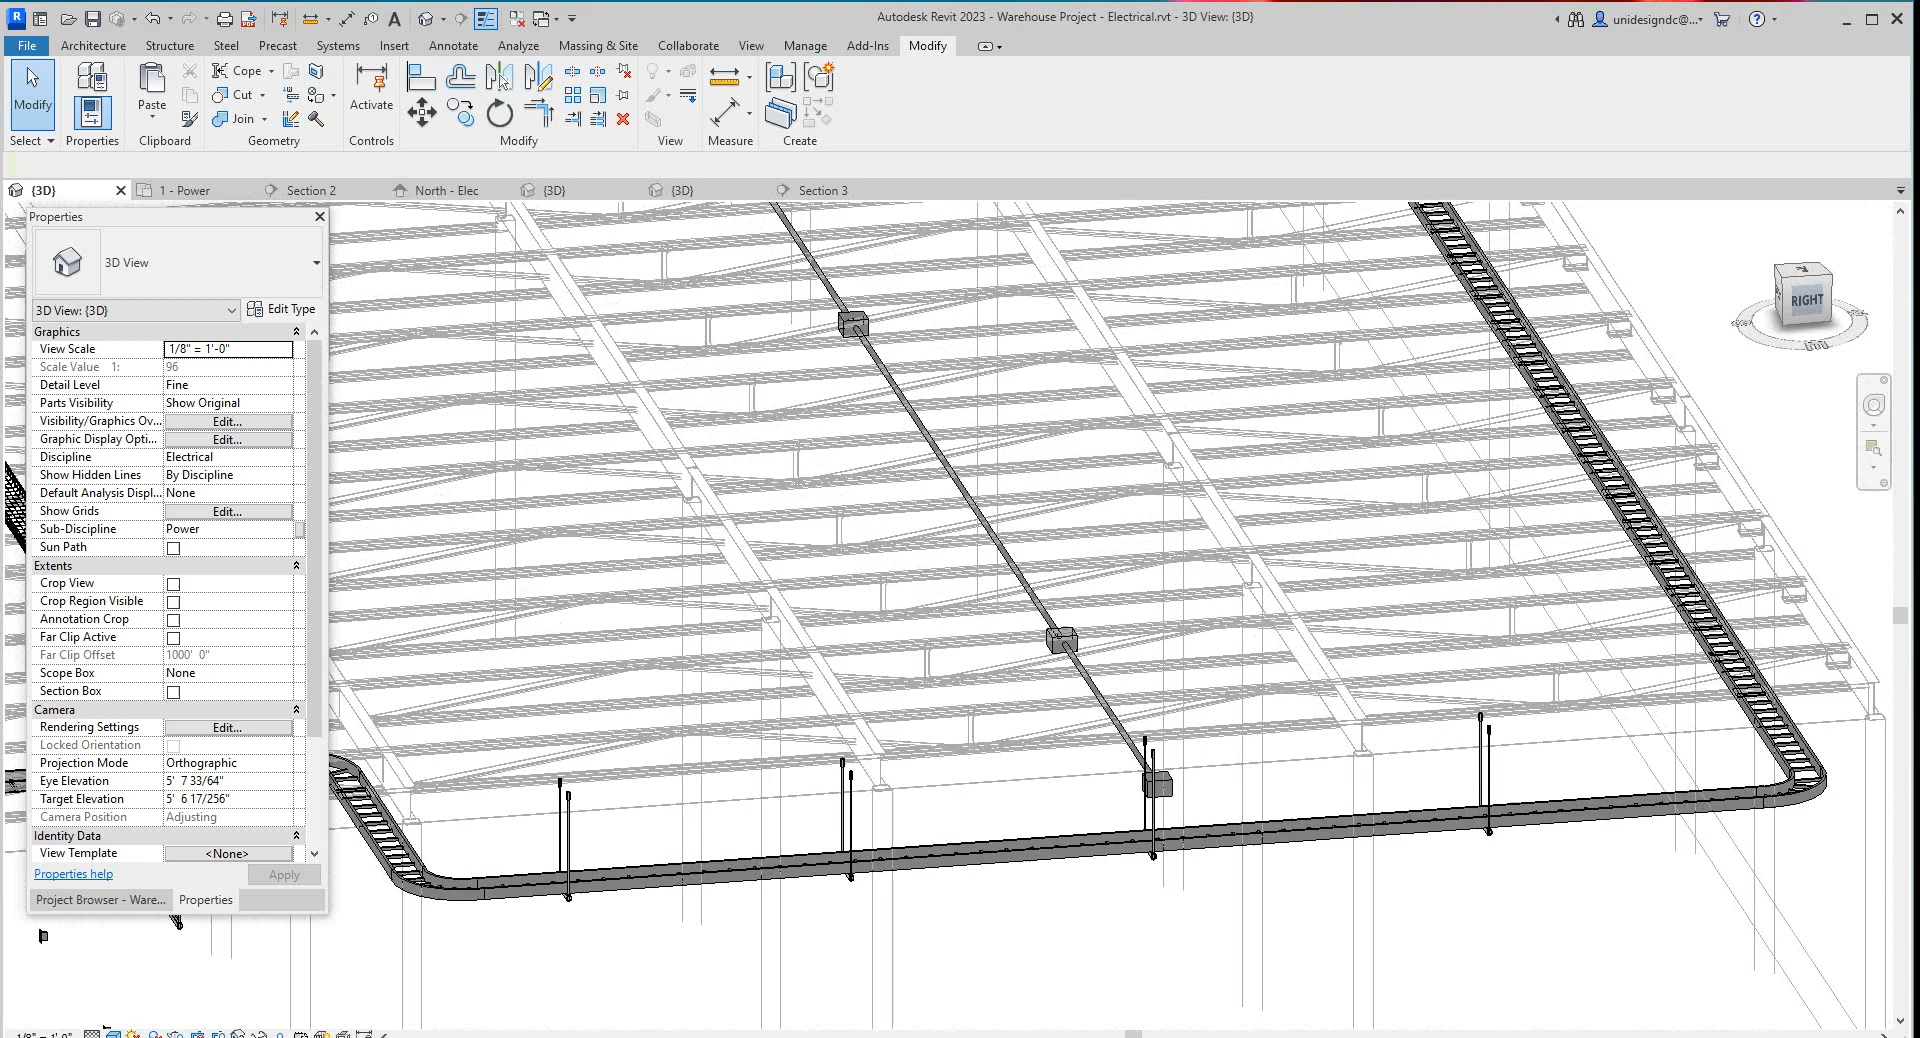 Autodesk Revit 2023 - Warehouse Project - Electrical.rvt - 3D View: {3D}
unidesigndc@...
File Architecture Structure Steel Precast Systems Insert Annotate Analyze Massing & Site Collaborate View Manage Add-Ins Modify
Modify
Paste
Cope
Cut
Join
Activate
Select Properties Clipboard Geometry Controls Modify View Measure Create
{3D} 1 - Power Section 2 North - Elec {3D} {3D} Section 3
Properties
3D View
3D View: {3D} Edit Type
Graphics
View Scale 1/8" = 1'-0"
Scale Value 1: 96
Detail Level Fine
Parts Visibility Show Original
Visibility/Graphics Ov... Edit...
Graphic Display Opti... Edit...
Discipline Electrical
Show Hidden Lines By Discipline
Default Analysis Displ... None
Show Grids Edit...
Sub-Discipline Power
Sun Path
Extents
Crop View
Crop Region Visible
Annotation Crop
Far Clip Active
Far Clip Offset 1000' 0"
Scope Box None
Section Box
Camera
Rendering Settings Edit...
Locked Orientation
Projection Mode Orthographic
Eye Elevation 5' 7 33/64"
Target Elevation 5' 6 17/256"
Camera Position Adjusting
Identity Data
View Template <None>
Properties help Apply
Project Browser - Ware... Properties
RIGHT
1/8" = 1'-0"